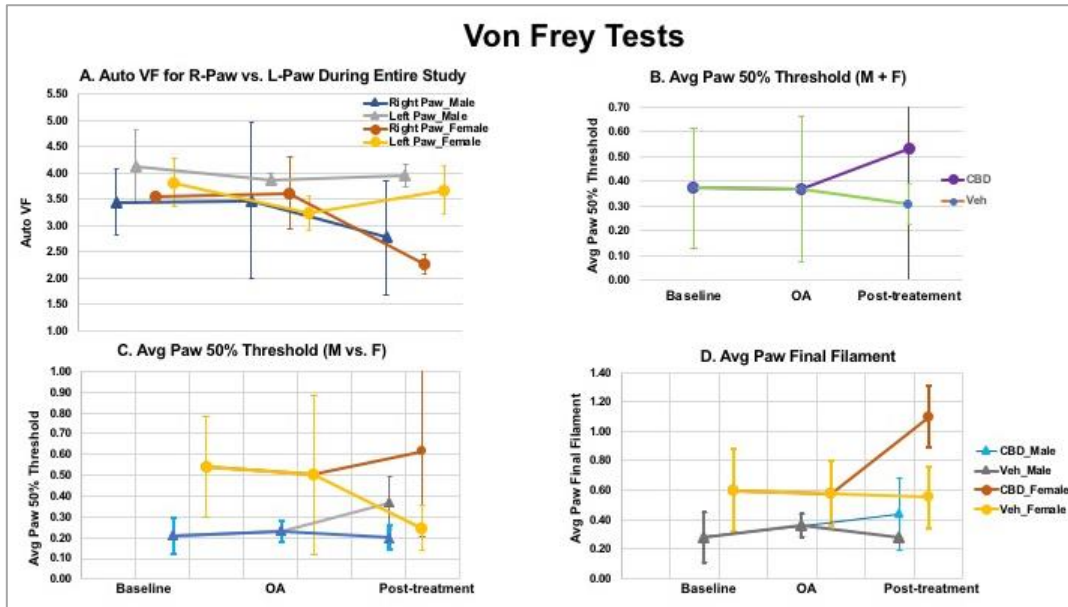 Von Frey Tests
A. Auto VF for R-Paw vs. L-Paw During Entire Study
Auto VF
5.50
5.00
4.50
4.00
3.50
3.00
2.50
2.00
1.50
1.00
Right Paw_Male
Left Paw_Male
Right Paw_Female
Left Paw_Female
B. Avg Paw 50% Threshold (M + F)
Avg Paw 50% Threshold
0.70
0.60
0.50
0.40
0.30
0.20
0.10
0.00
CBD
Veh
Baseline
OA
Post-treatement
C. Avg Paw 50% Threshold (M vs. F)
Avg Paw 50% Threshold
1.00
0.90
0.80
0.70
0.60
0.50
0.40
0.30
0.20
0.10
0.00
Baseline
OA
Post-treatment
D. Avg Paw Final Filament
Avg Paw Final Filament
1.40
1.20
1.00
0.80
0.60
0.40
0.20
0.00
CBD_Male
Veh_Male
CBD_Female
Veh_Female
Baseline
OA
Post-treatment